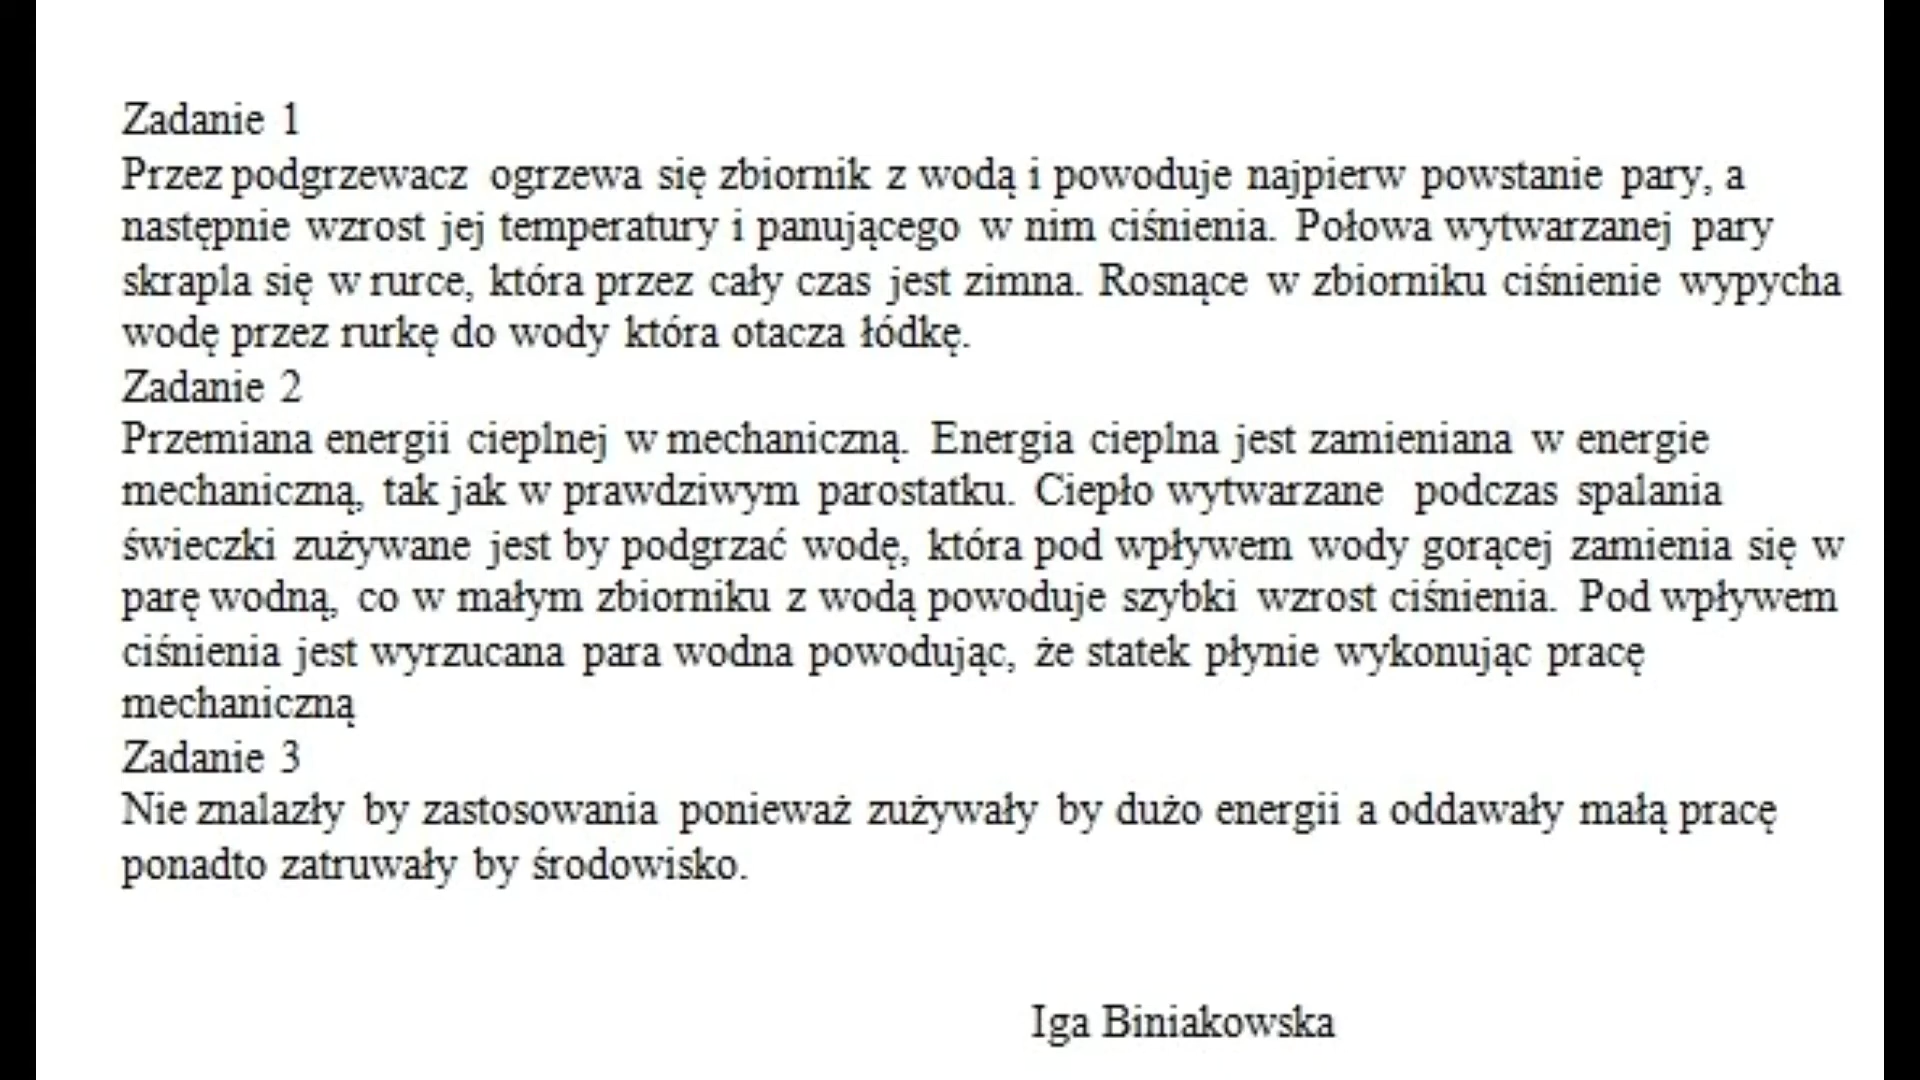 Zadanie 1
Przez podgrzewacz ogrzewa się zbiornik z wodą i powoduje najpierw powstanie pary, a
następnie wzrost jej temperatury i panującego w nim ciśnienia. Połowa wytwarzanej pary
skrapla się w rurce, która przez cały czas jest zimna. Rosnące w zbiorniku ciśnienie wypycha
wodę przez rurkę do wody która otacza łódkę.
Zadanie 2
Przemiana energii cieplnej w mechaniczną. Energia cieplna jest zamieniana w energie
mechaniczną, tak jak w prawdziwym parostatku. Ciepło wytwarzane podczas spalania
świeczki zużywane jest by podgrzać wodę, która pod wpływem wody gorącej zamienia się w
parę wodną, co w małym zbiorniku z wodą powoduje szybki wzrost ciśnienia. Pod wpływem
ciśnienia jest wyrzucana para wodna powodując, że statek płynie wykonując pracę
mechaniczną
Zadanie 3
Nie znalazły by zastosowania ponieważ zużywały by dużo energii a oddawały małą pracę
ponadto zatruwały by środowisko.
Iga Biniakowska